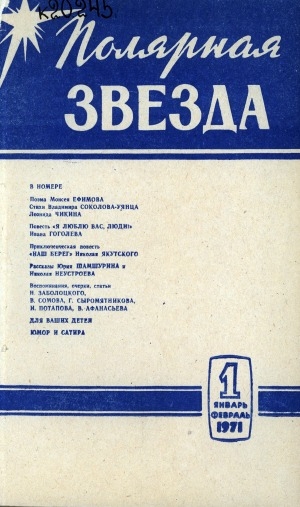 к20245
Полярная
ЗВЕЗДА
В НОМЕРЕ
Поэма Моисея ЕФИМОВА
Стихи Владимира СОКОЛОВА-УЯНЦА
Леонида ЧИКИНА
Повесть «Я ЛЮБЛЮ ВАС, ЛЮДИ!»
Ивана ГОГОЛЕВА
Приключенческая повесть
«НАШ БЕРЕГ» Николая ЯКУТСКОГО
Рассказы Юрия ШАМШУРИНА и
Николая НЕУСТРОЕВА
Воспоминания, очерки, статьи
Н. ЗАБОЛОЦКОГО,
В. СОМОВА, Г. СЫРОМЯТНИКОВА,
И. ПОТАПОВА, В. АФАНАСЬЕВА
ДЛЯ ВАШИХ ДЕТЕЙ
ЮМОР И САТИРА
1
ЯНВАРЬ
ФЕВРАЛЬ
1971